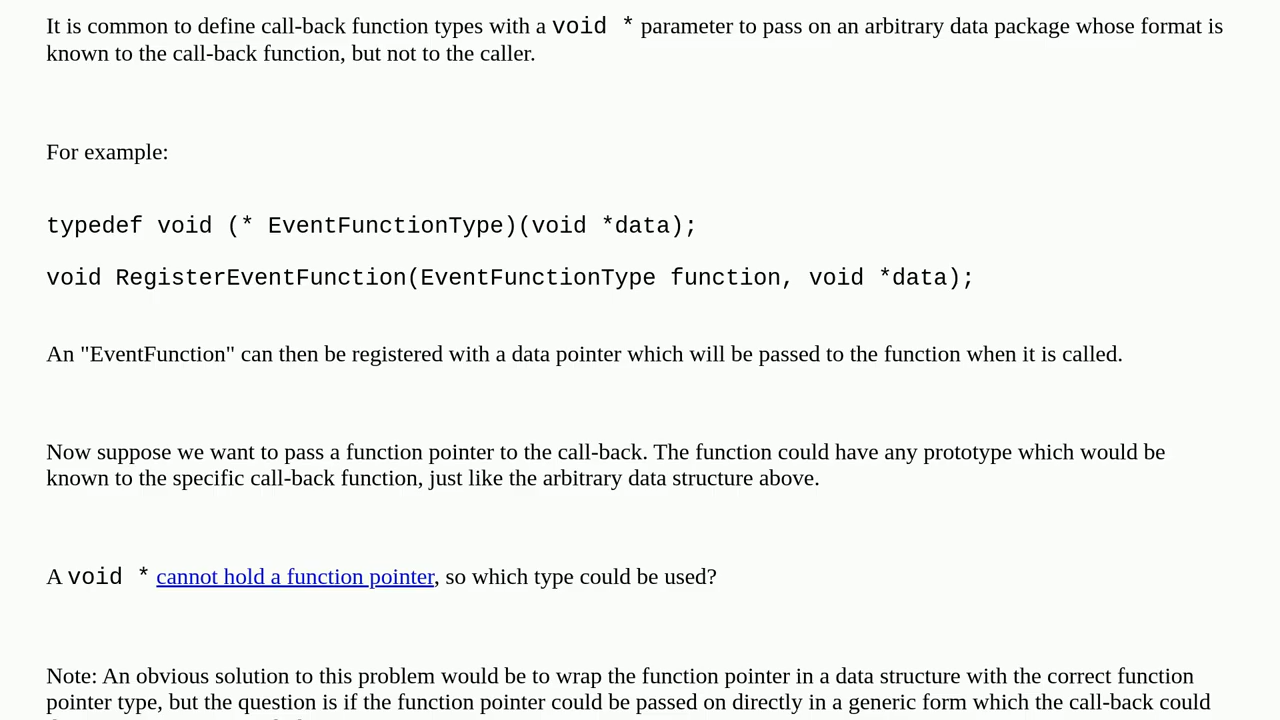 It is common to define call-back function types with a void * parameter to pass on an arbitrary data package whose format is
known to the call-back function, but not to the caller.
For example:
typedef void (* EventFunctionType)(void *data);
void RegisterEventFunction(EventFunctionType function, void *data);
An "EventFunction" can then be registered with a data pointer which will be passed to the function when it is called.
Now suppose we want to pass a function pointer to the call-back. The function could have any prototype which would be
known to the specific call-back function, just like the arbitrary data structure above.
A void * cannot hold a function pointer, so which type could be used?
Note: An obvious solution to this problem would be to wrap the function pointer in a data structure with the correct function
pointer type, but the question is if the function pointer could be passed on directly in a generic form which the call-back could